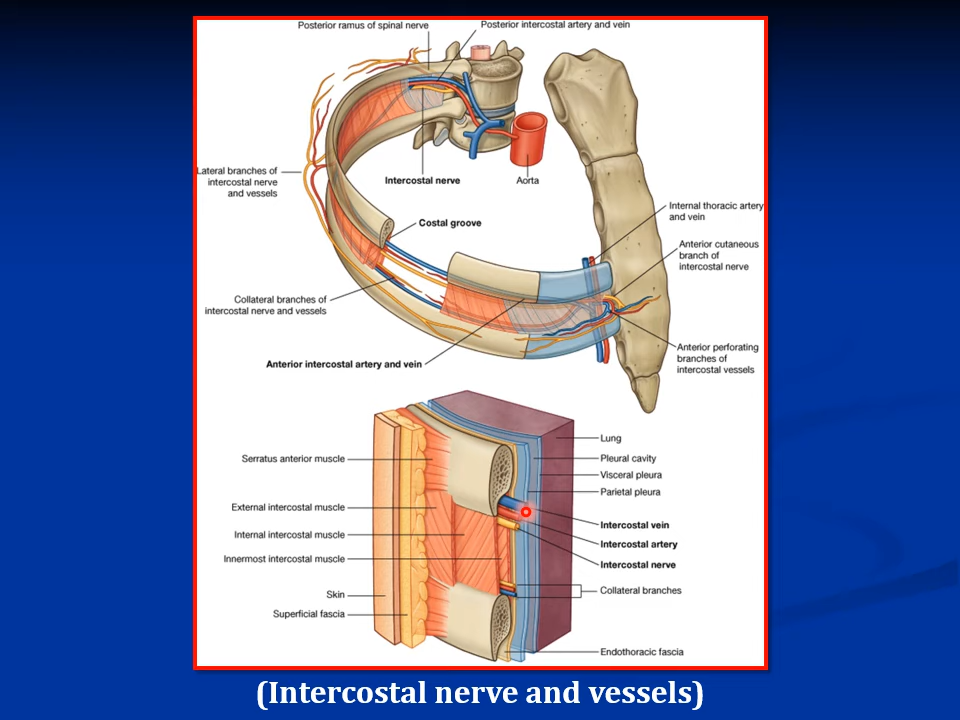 Posterior ramus of spinal nerve
Posterior intercostal artery and vein
Lateral branches of
intercostal nerve
and vessels
Intercostal nerve
Aorta
Costal groove
Internal thoracic artery
and vein
Anterior cutaneous
branch of
intercostal nerve
Collateral branches of
intercostal nerve and vessels
Anterior intercostal artery and vein
Anterior perforating
branches of
intercostal vessels
Serratus anterior muscle
External intercostal muscle
Internal intercostal muscle
Innermost intercostal muscle
Skin
Superficial fascia
Lung
Pleural cavity
Visceral pleura
Parietal pleura
Intercostal vein
Intercostal artery
Intercostal nerve
Collateral branches
Endothoracic fascia
(Intercostal nerve and vessels)